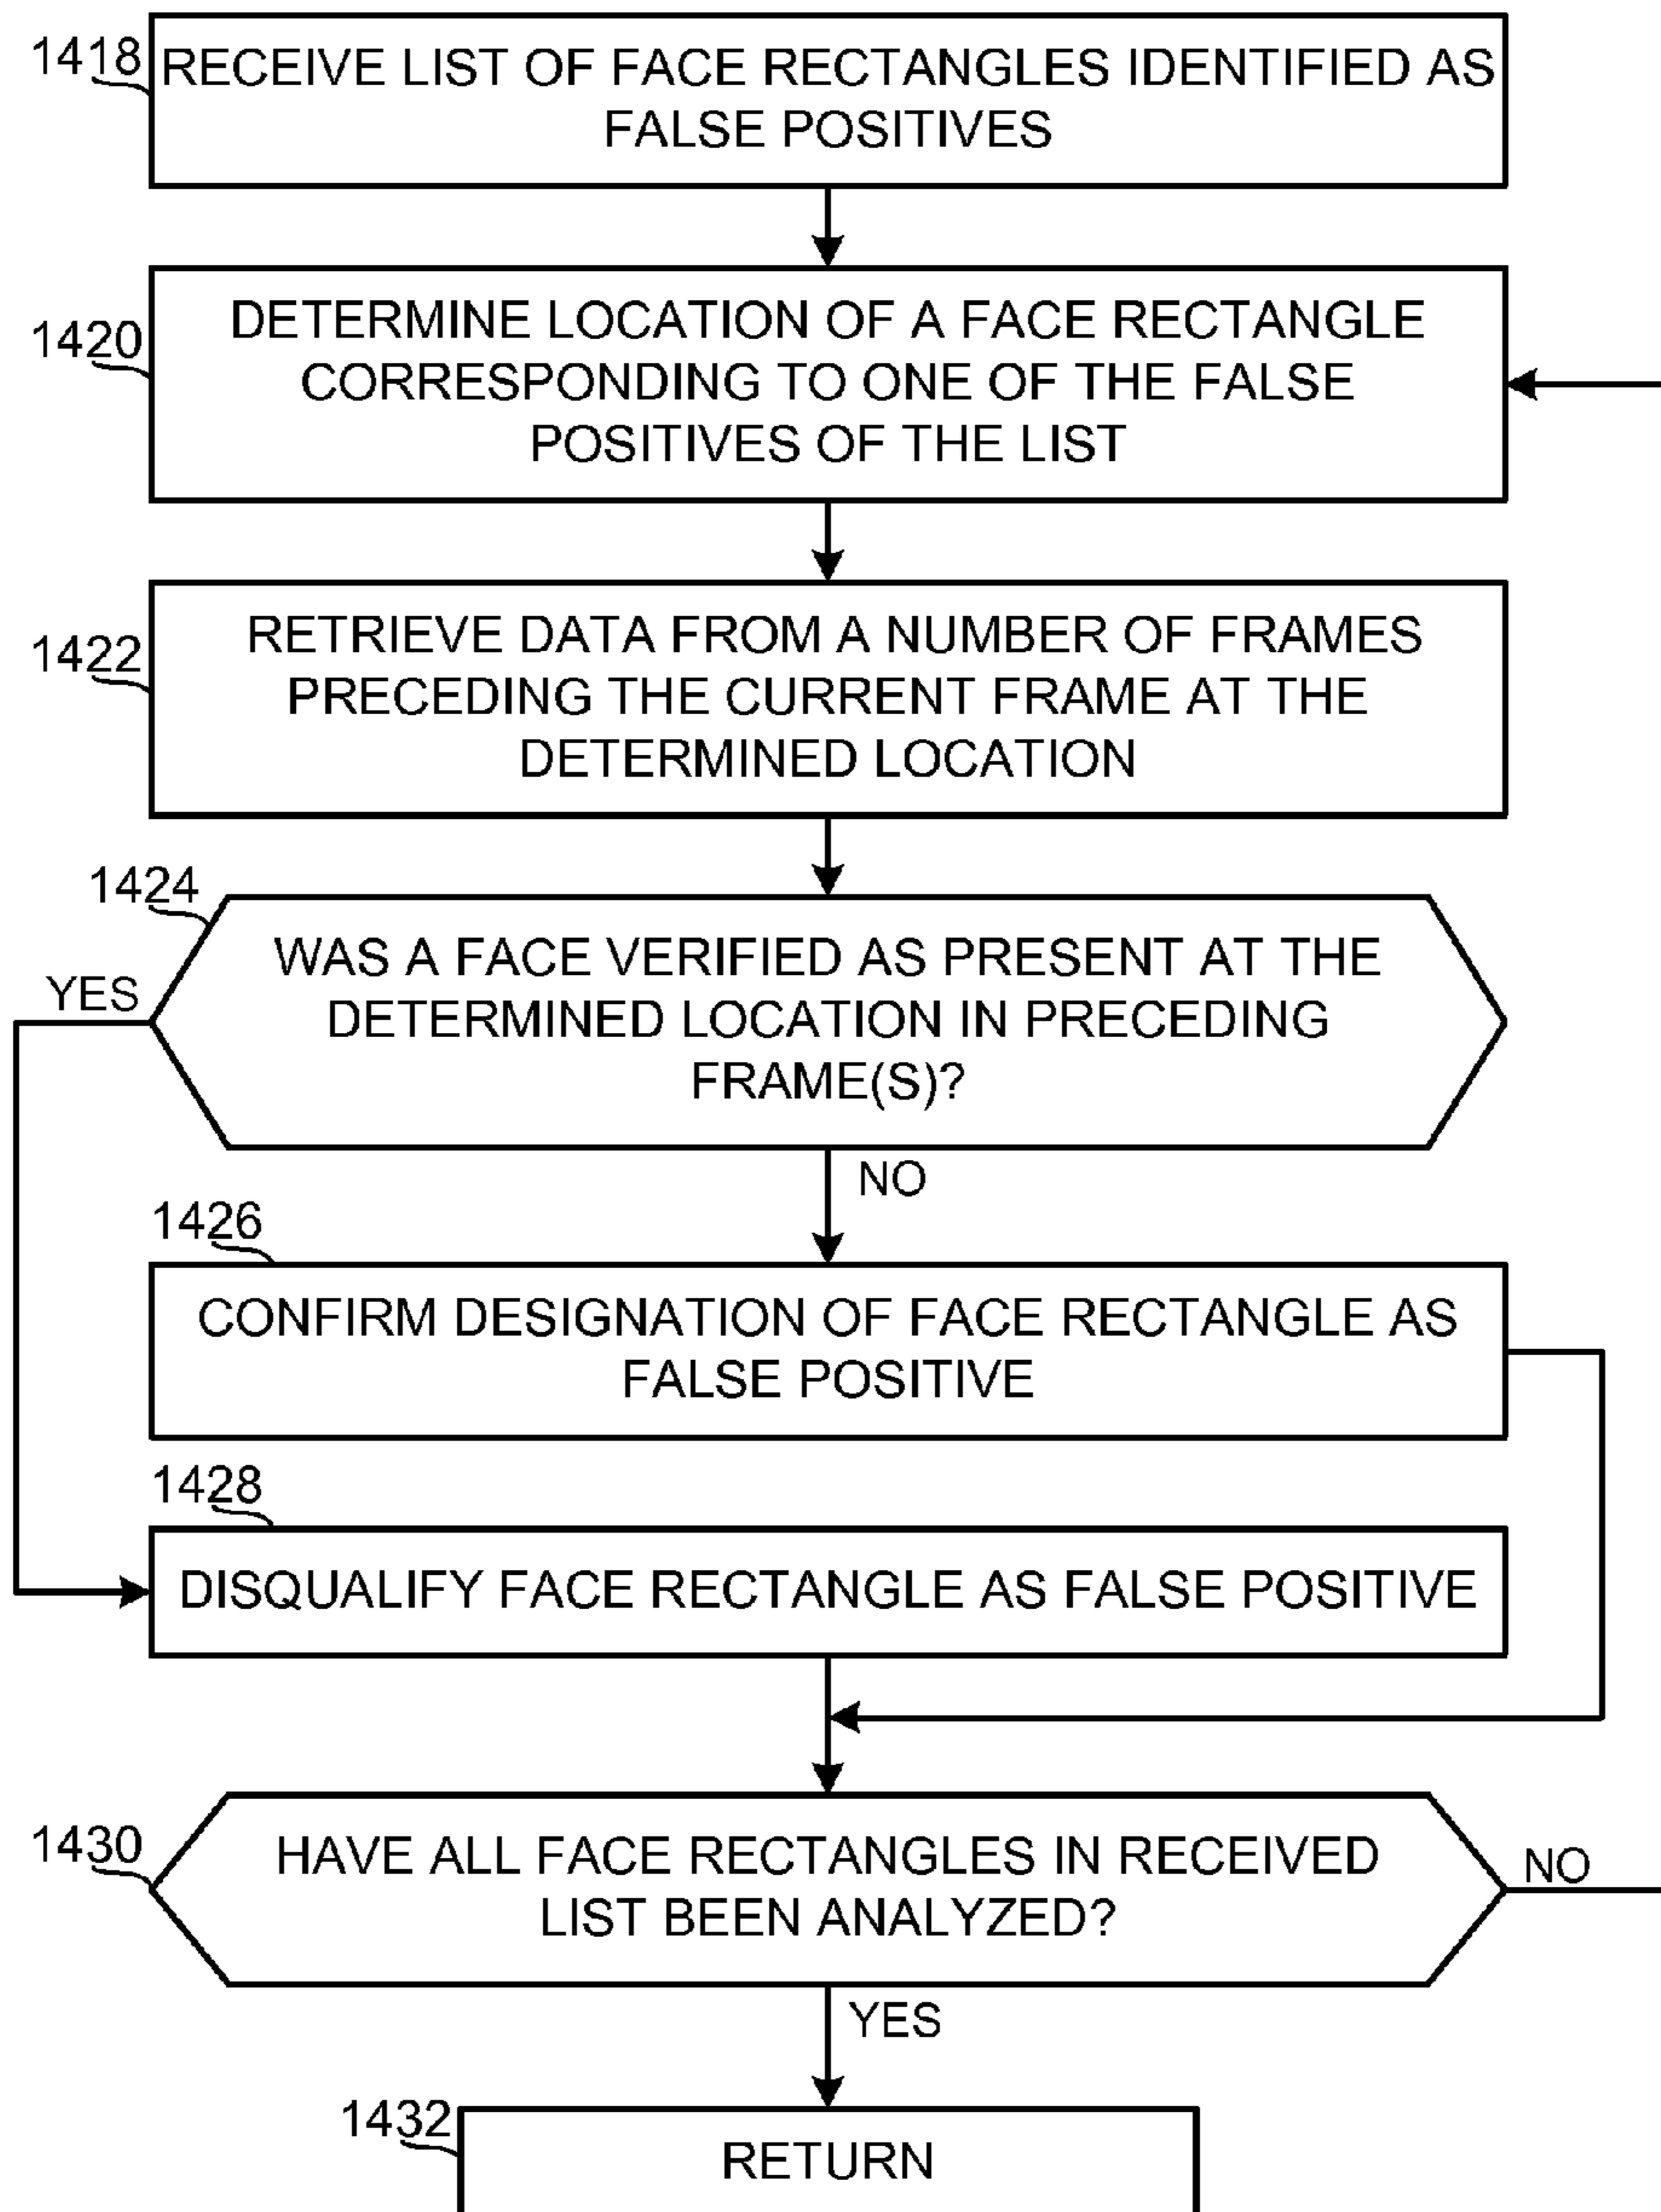 1418
RECEIVE LIST OF FACE RECTANGLES IDENTIFIED AS
FALSE POSITIVES
1420
DETERMINE LOCATION OF A FACE RECTANGLE
CORRESPONDING TO ONE OF THE FALSE
POSITIVES OF THE LIST
1422
RETRIEVE DATA FROM A NUMBER OF FRAMES
PRECEDING THE CURRENT FRAME AT THE
DETERMINED LOCATION
1424
WAS A FACE VERIFIED AS PRESENT AT THE
DETERMINED LOCATION IN PRECEDING
FRAME(S)?
YES
NO
1426
CONFIRM DESIGNATION OF FACE RECTANGLE AS
FALSE POSITIVE
1428
DISQUALIFY FACE RECTANGLE AS FALSE POSITIVE
1430
HAVE ALL FACE RECTANGLES IN RECEIVED
LIST BEEN ANALYZED?
NO
YES
1432
RETURN